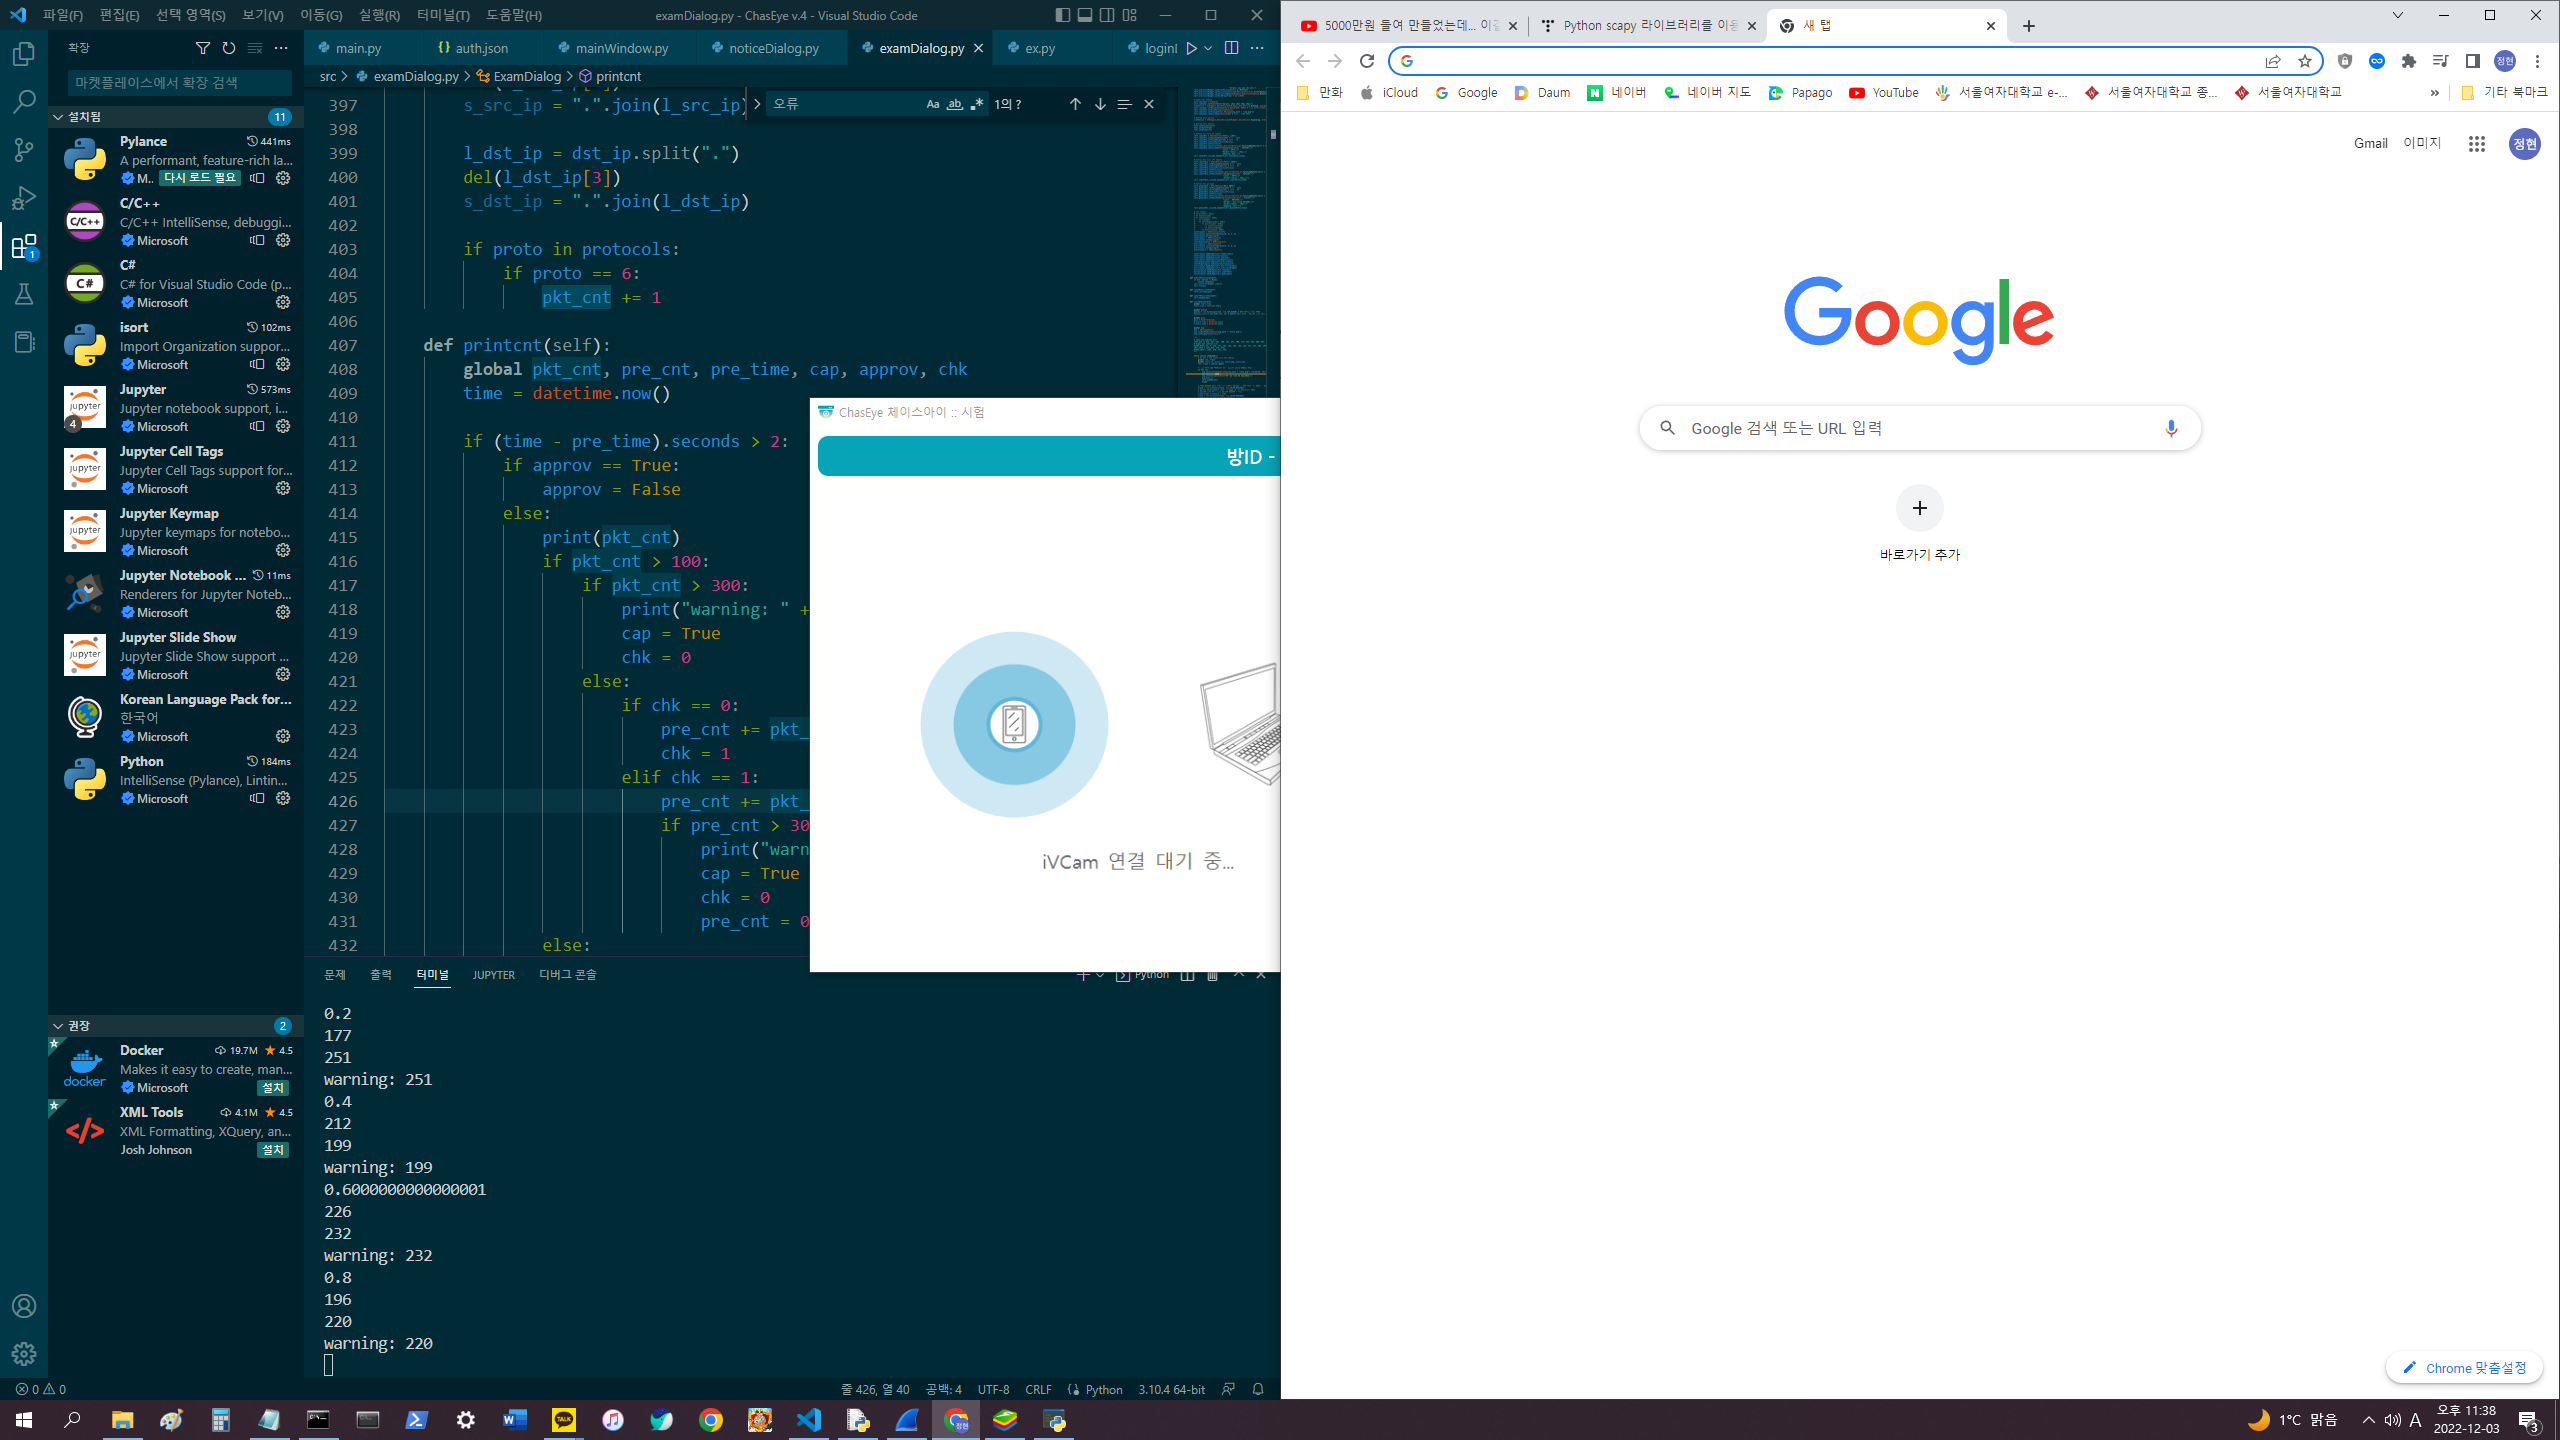 파일(F) 편집(E) 선택 영역(S) 보기(V) 이동(G) 실행(R) 터미널(T) 도움말(H)
examDialog.py - ChasEye v.4 - Visual Studio Code
확장
마켓플레이스에서 확장 검색
설치됨 11
Pylance 441ms
A performant, feature-rich la...
M.. 다시 로드 필요
C/C++
C/C++ IntelliSense, debuggi...
Microsoft
C#
C# for Visual Studio Code (p...
Microsoft
isort 102ms
Import Organization suppor...
Microsoft
Jupyter 573ms
Jupyter notebook support, i...
4 Microsoft
Jupyter Cell Tags
Jupyter Cell Tags support for...
Microsoft
Jupyter Keymap
Jupyter keymaps for notebo...
Microsoft
Jupyter Notebook ... 11ms
Renderers for Jupyter Noteb...
Microsoft
Jupyter Slide Show
Jupyter Slide Show support ...
Microsoft
Korean Language Pack for...
한국어
Microsoft
Python 184ms
IntelliSense (Pylance), Lintin...
Microsoft
권장 2
Docker 19.7M 4.5
Makes it easy to create, man...
Microsoft 설치
XML Tools 4.1M 4.5
XML Formatting, XQuery, an...
Josh Johnson 설치
main.py auth.json mainWindow.py noticeDialog.py examDialog.py ex.py loginI
src > examDialog.py > ExamDialog > printcnt
오류 Aa ab 1의 ?
397 s_src_ip = ".".join(l_src_ip)
398
399 l_dst_ip = dst_ip.split(".")
400 del(l_dst_ip[3])
401 s_dst_ip = ".".join(l_dst_ip)
402
403 if proto in protocols:
404 if proto == 6:
405 pkt_cnt += 1
406
407 def printcnt(self):
408 global pkt_cnt, pre_cnt, pre_time, cap, approv, chk
409 time = datetime.now()
410
411 if (time - pre_time).seconds > 2:
412 if approv == True:
413 approv = False
414 else:
415 print(pkt_cnt)
416 if pkt_cnt > 100:
417 if pkt_cnt > 300:
418 print("warning: " +
419 cap = True
420 chk = 0
421 else:
422 if chk == 0:
423 pre_cnt += pkt_
424 chk = 1
425 elif chk == 1:
426 pre_cnt += pkt_
427 if pre_cnt > 30
428 print("warn
429 cap = True
430 chk = 0
431 pre_cnt = 0
432 else:
ChasEye 체이스아이 :: 시험
방ID -
iVCam 연결 대기 중...
문제 출력 터미널 JUPYTER 디버그 콘솔 Python
0.2
177
251
warning: 251
0.4
212
199
warning: 199
0.6000000000000001
226
232
warning: 232
0.8
196
220
warning: 220
0 0
줄 426, 열 40 공백: 4 UTF-8 CRLF Python 3.10.4 64-bit
5000만원 들여 만들었는데... 이걸 Python scapy 라이브러리를 이용 새 탭
만화 iCloud Google Daum 네이버 네이버 지도 Papago YouTube 서울여자대학교 e-... 서울여자대학교 종... 서울여자대학교 » 기타 북마크
Gmail 이미지 정현
Google
Google 검색 또는 URL 입력
바로가기 추가
Chrome 맞춤설정
1°C 맑음 A 오후 11:38
2022-12-03 3